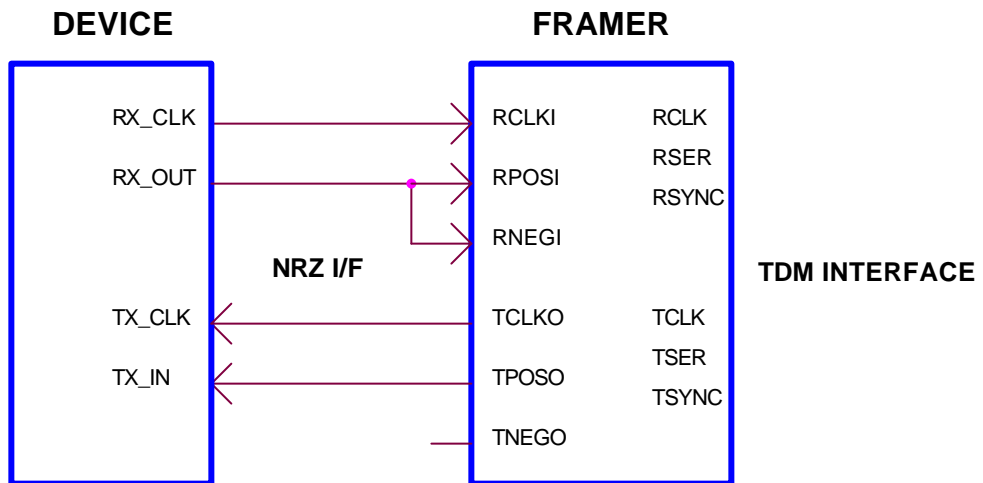 DEVICE
FRAMER
RX_CLK
RX_OUT
TX_CLK
TX_IN
NRZ I/F
RCLKI
RPOSI
RNEGI
TCLKO
TPOSO
TNEGO
RCLK
RSER
RSYNC
TCLK
TSER
TSYNC
TDM INTERFACE